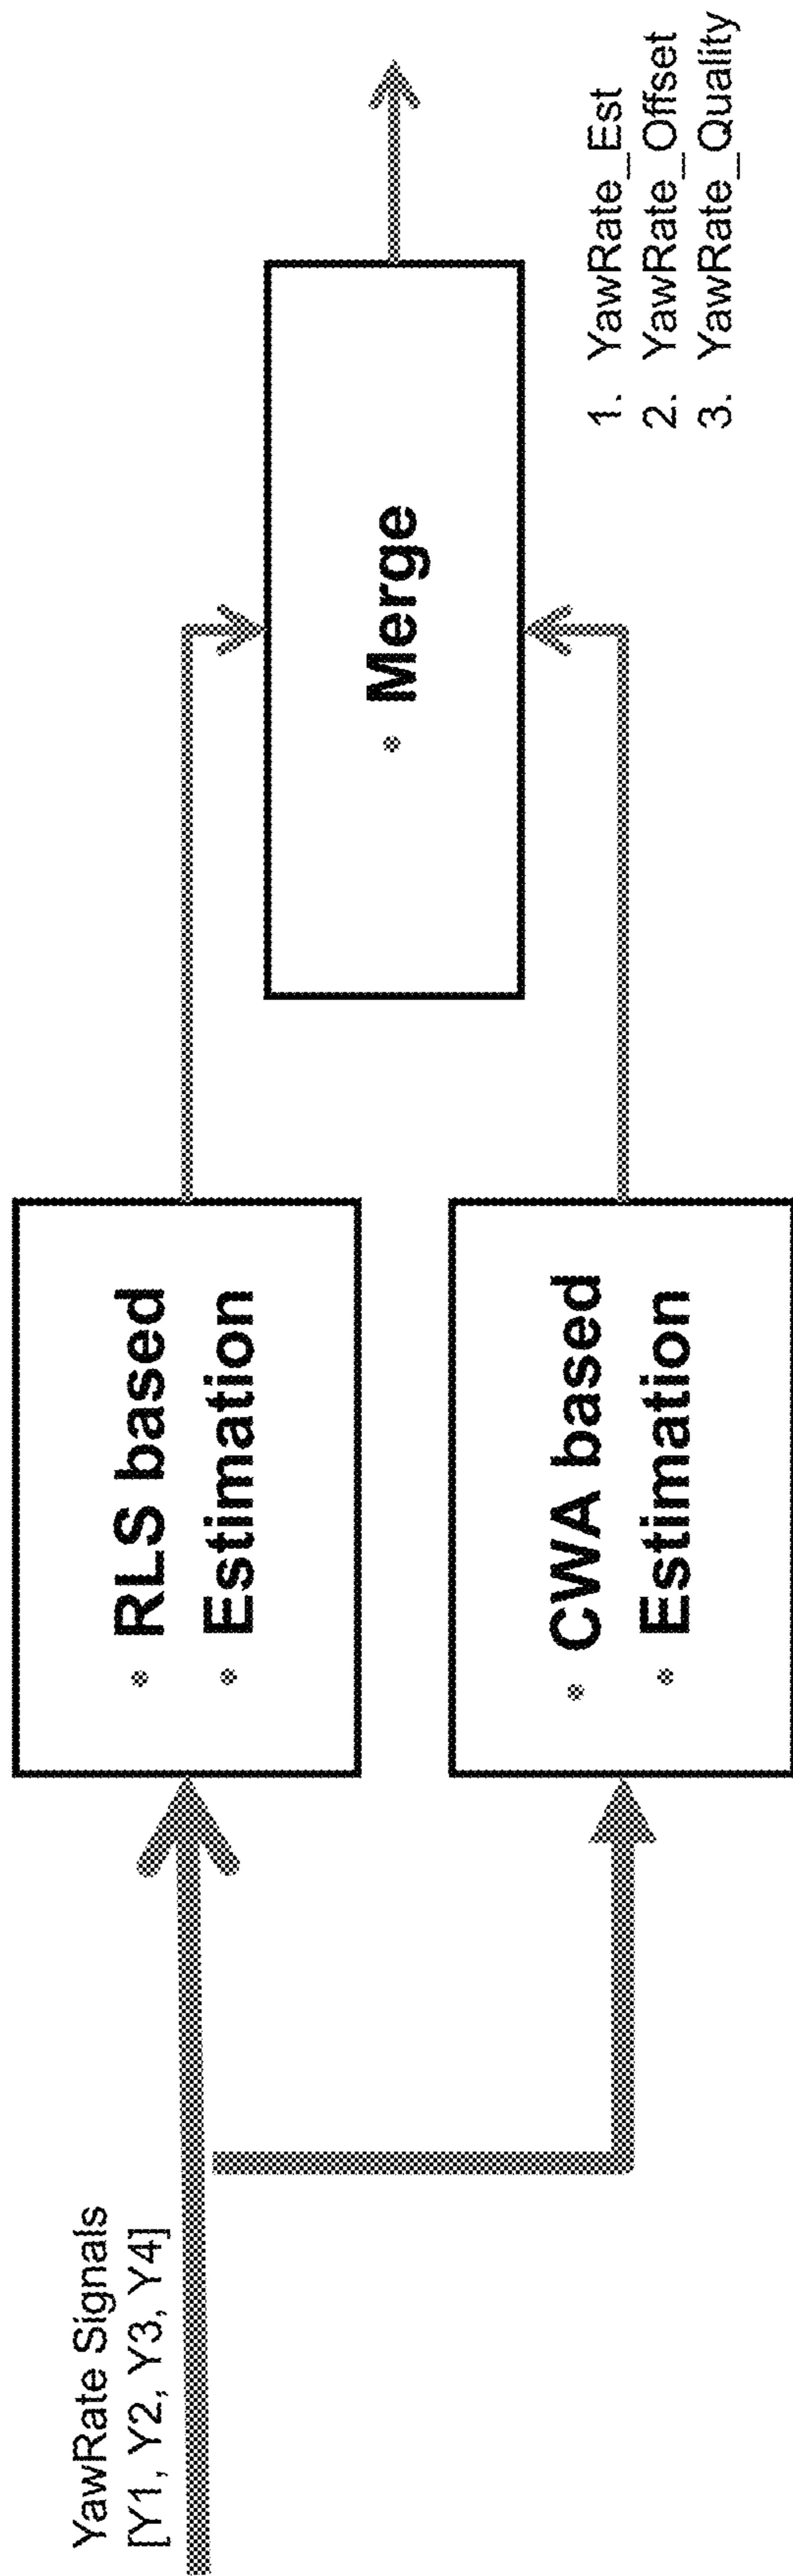 YawRate Signals
[Y1, Y2, Y3, Y4]
• RLS based
• Estimation
• CWA based
• Estimation
• Merge
1. YawRate_Est
2. YawRate_Offset
3. YawRate_Quality